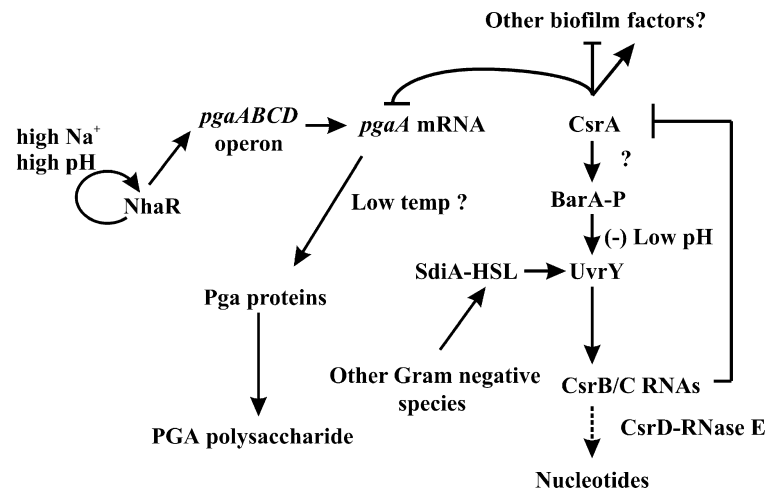 Other biofilm factors?
pgaABCD
operon
pgaA mRNA
CsrA
high Na⁺
high pH
NhaR
?
BarA-P
Low temp ?
(-) Low pH
SdiA-HSL
UvrY
Pga proteins
Other Gram negative
species
CsrB/C RNAs
CsrD-RNase E
PGA polysaccharide
Nucleotides